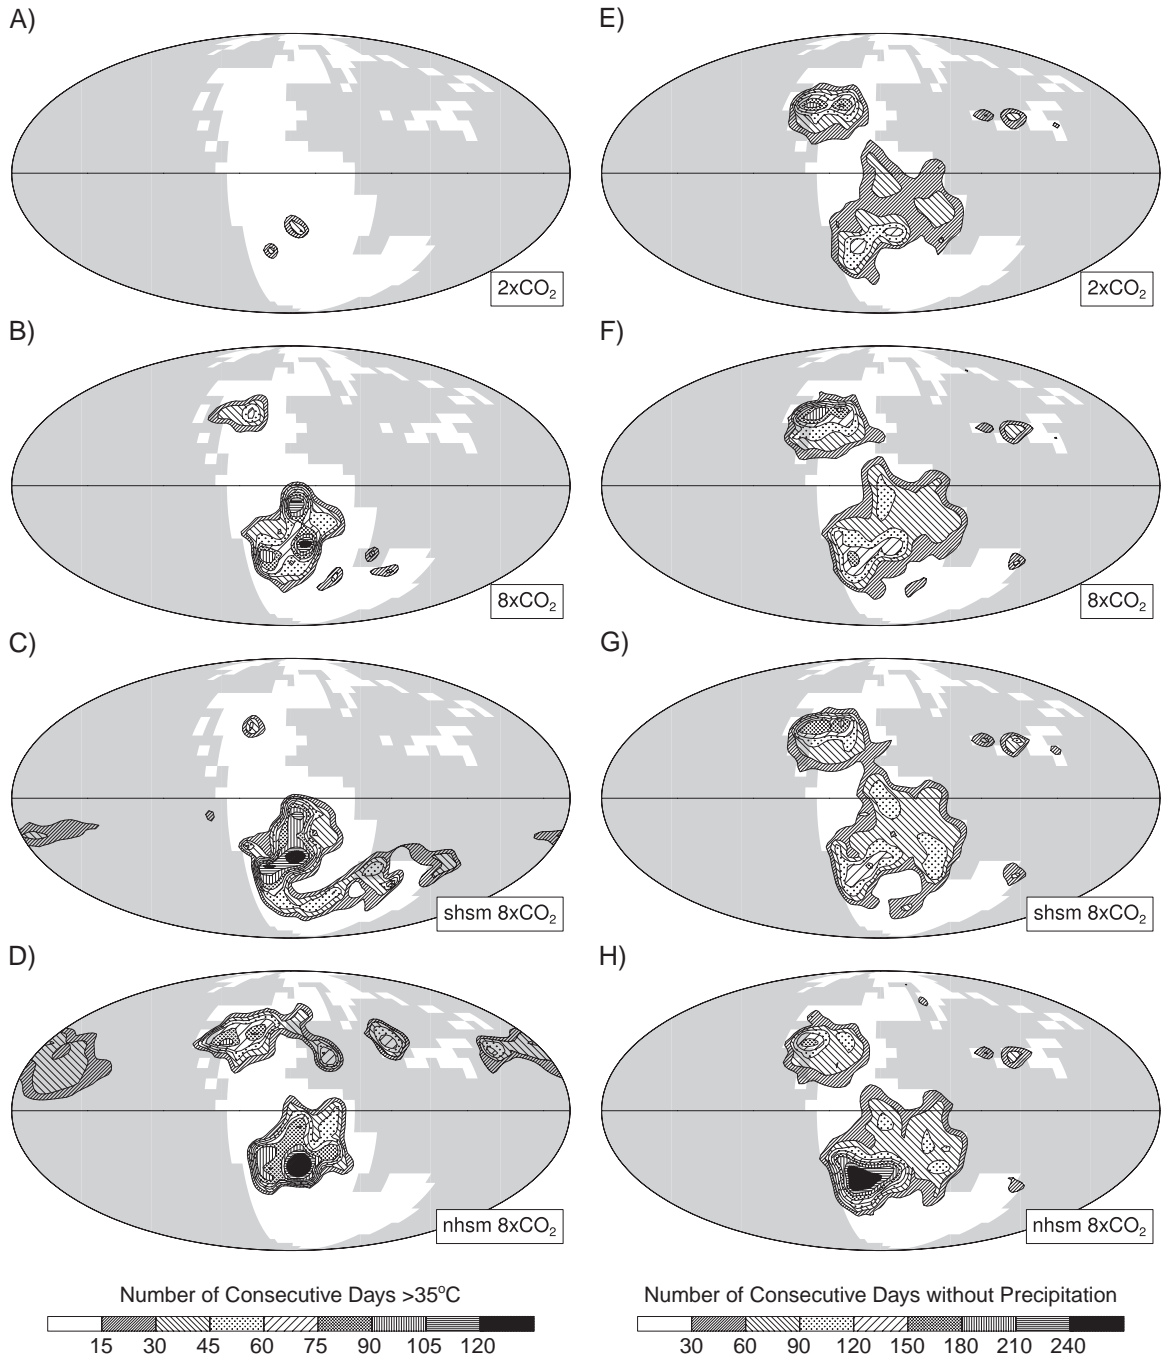 A)
E)
2xCO₂
2xCO₂
B)
F)
8xCO₂
8xCO₂
C)
G)
shsm 8xCO₂
shsm 8xCO₂
D)
H)
nhsm 8xCO₂
nhsm 8xCO₂
Number of Consecutive Days >35°C
15 30 45 60 75 90 105 120
Number of Consecutive Days without Precipitation
30 60 90 120 150 180 210 240